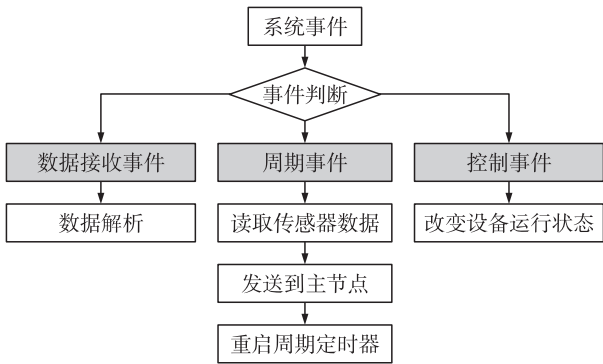 系统事件
事件判断
数据接收事件
周期事件
控制事件
数据解析
读取传感器数据
改变设备运行状态
发送到主节点
重启周期定时器